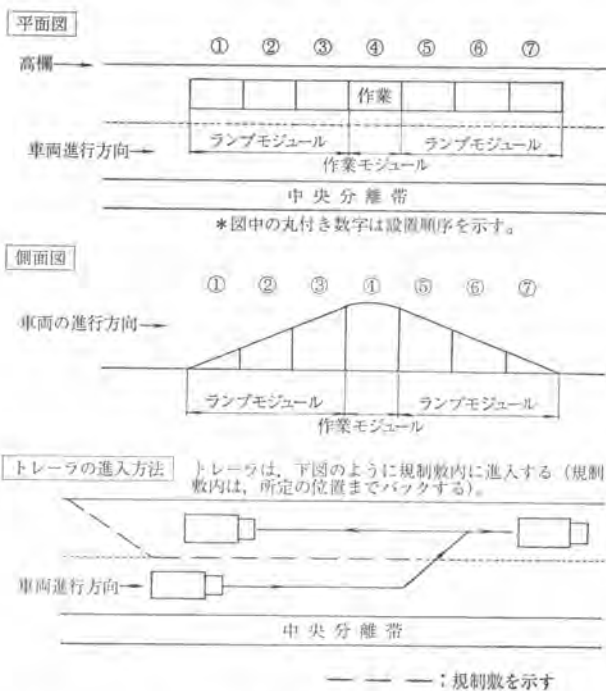 平面図
① ② ③ ④ ⑤ ⑥ ⑦
高欄
作業
ランプモジュール
ランプモジュール
車両進行方向
作業モジュール
中央分離帯
*図中の丸付き数字は設置順序を示す。
側面図
① ② ③ ④ ⑤ ⑥ ⑦
車両の進行方向
ランプモジュール
ランプモジュール
作業モジュール
トレーラの進入方法
トレーラは，下図のように規制敷内に進入する（規制
敷内は，所定の位置までバックする）。
車両進行方向
中央分離帯
：規制敷を示す